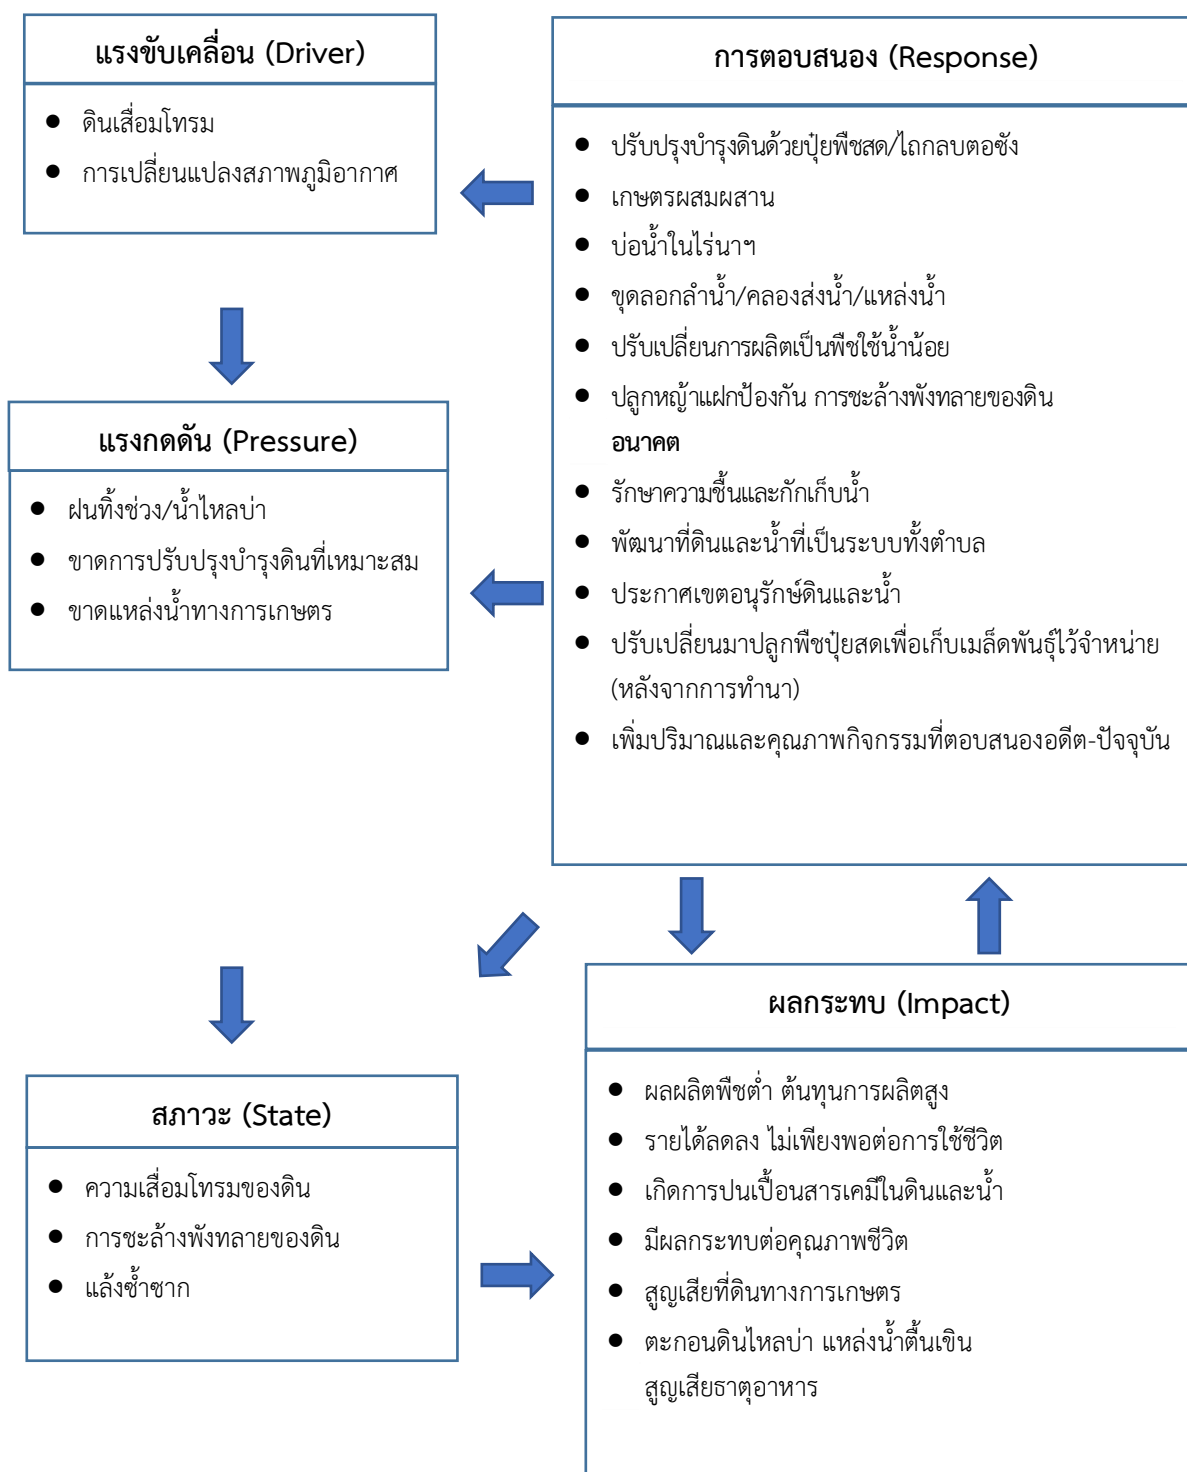 แรงขับเคลื่อน (Driver)
● ดินเสื่อมโทรม
● การเปลี่ยนแปลงสภาพภูมิอากาศ
แรงกดดัน (Pressure)
● ฝนทิ้งช่วง/น้ำไหลบ่า
● ขาดการปรับปรุงบำรุงดินที่เหมาะสม
● ขาดแหล่งน้ำทางการเกษตร
สภาวะ (State)
● ความเสื่อมโทรมของดิน
● การชะล้างพังทลายของดิน
● แล้งซ้ำซาก
การตอบสนอง (Response)
● ปรับปรุงบำรุงดินด้วยปุ๋ยพืชสด/ไถกลบตอซัง
● เกษตรผสมผสาน
● บ่อน้ำในไร่นาฯ
● ขุดลอกลำน้ำ/คลองส่งน้ำ/แหล่งน้ำ
● ปรับเปลี่ยนการผลิตเป็นพืชใช้น้ำน้อย
● ปลูกหญ้าแฝกป้องกัน การชะล้างพังทลายของดิน
อนาคต
● รักษาความชื้นและกักเก็บน้ำ
● พัฒนาที่ดินและน้ำที่เป็นระบบทั้งตำบล
● ประกาศเขตอนุรักษ์ดินและน้ำ
● ปรับเปลี่ยนมาปลูกพืชปุ๋ยสดเพื่อเก็บเมล็ดพันธุ์ไว้จำหน่าย
(หลังจากการทำนา)
● เพิ่มปริมาณและคุณภาพกิจกรรมที่ตอบสนองอดีต-ปัจจุบัน
ผลกระทบ (Impact)
● ผลผลิตพืชต่ำ ต้นทุนการผลิตสูง
● รายได้ลดลง ไม่เพียงพอต่อการใช้ชีวิต
● เกิดการปนเปื้อนสารเคมีในดินและน้ำ
● มีผลกระทบต่อคุณภาพชีวิต
● สูญเสียที่ดินทางการเกษตร
● ตะกอนดินไหลบ่า แหล่งน้ำตื้นเขิน
สูญเสียธาตุอาหาร